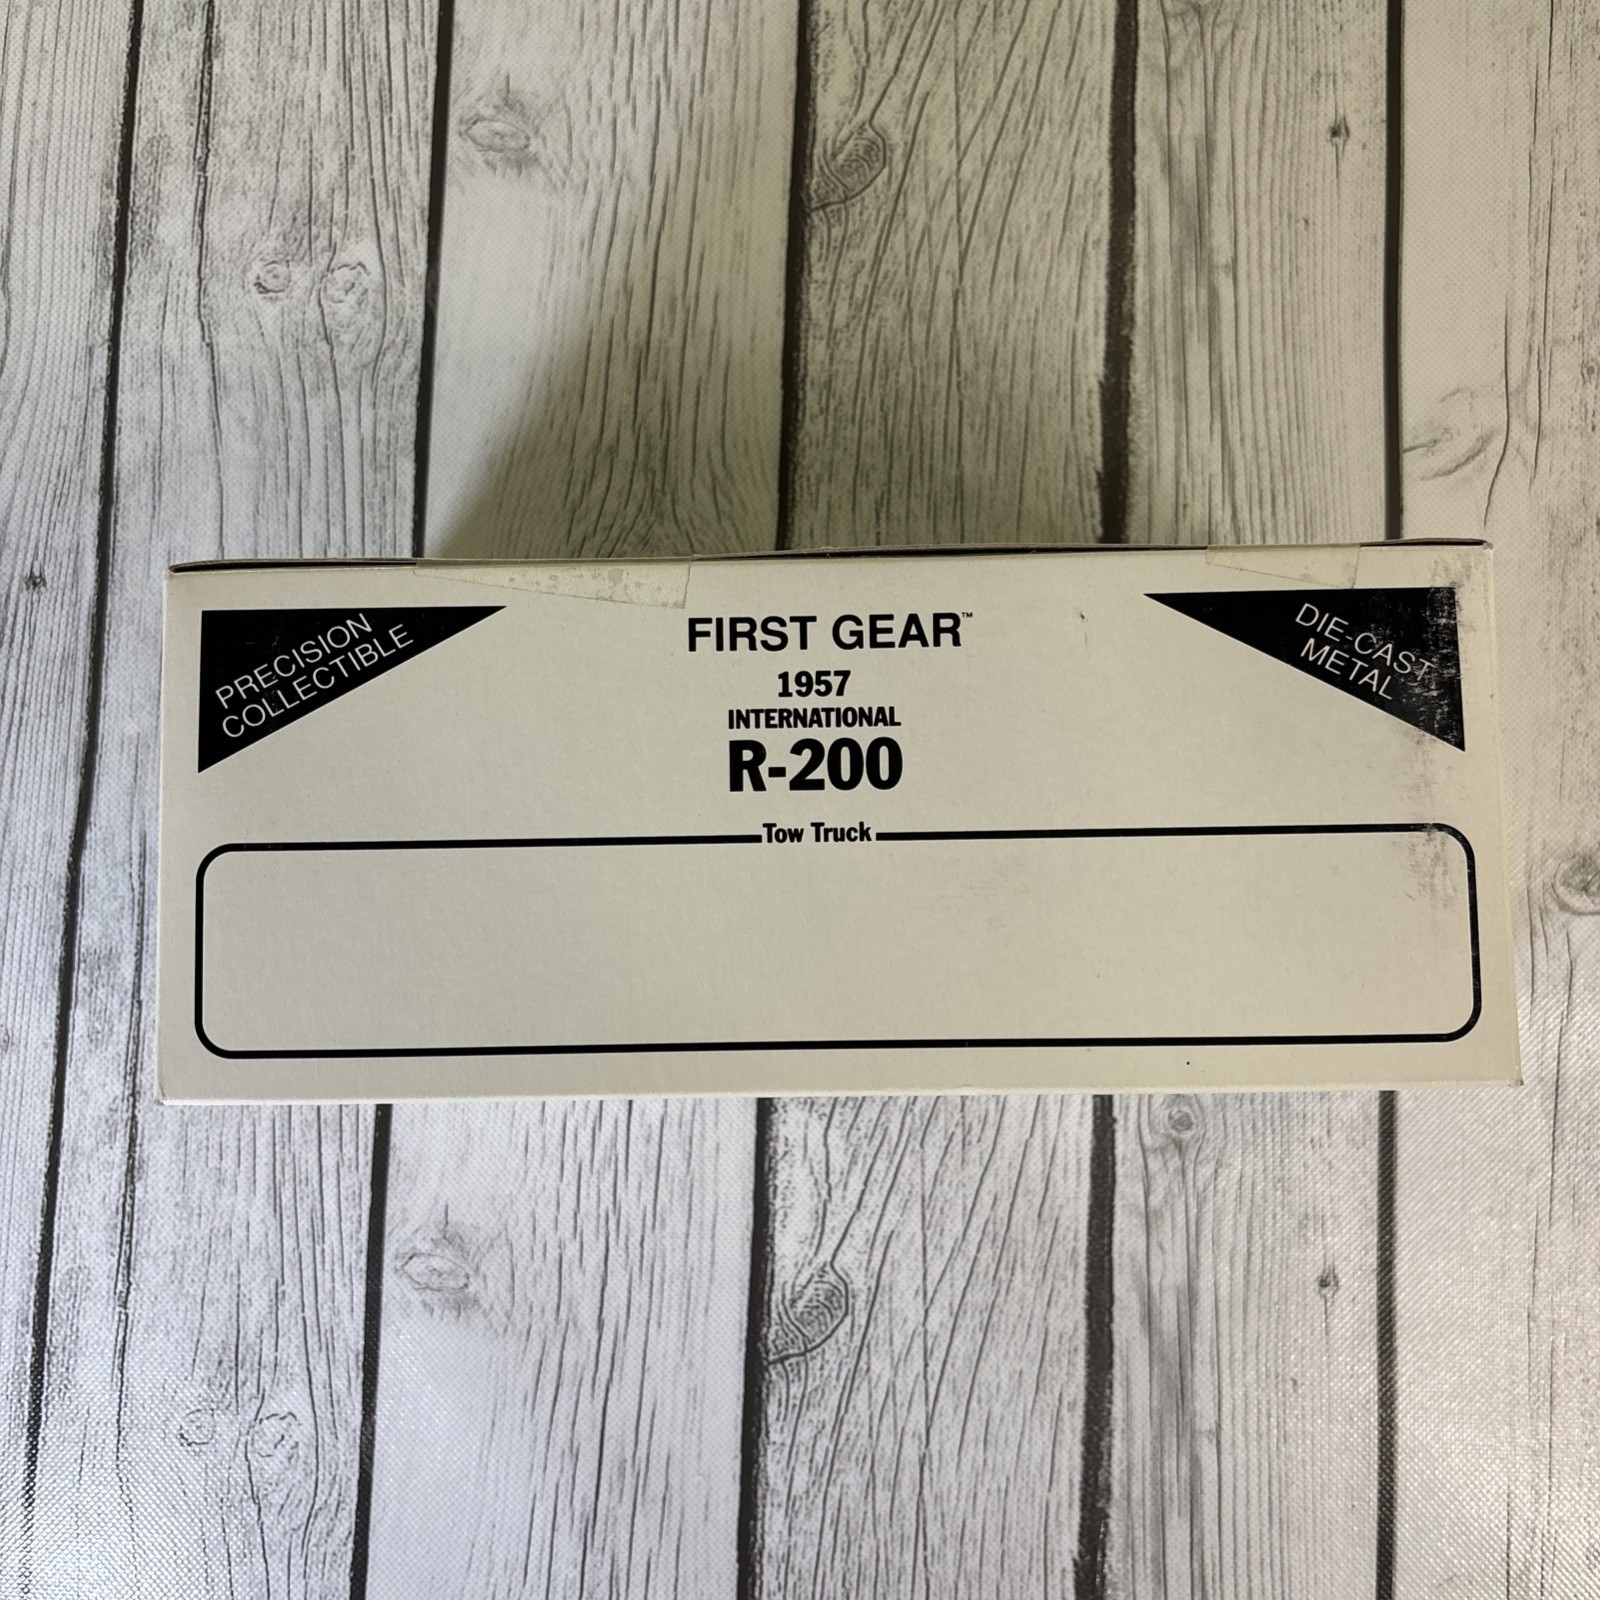 PRECISION
COLLECTIBLE
FIRST GEAR™
1957
INTERNATIONAL
R-200
DIE-CAST
METAL
Tow Truck